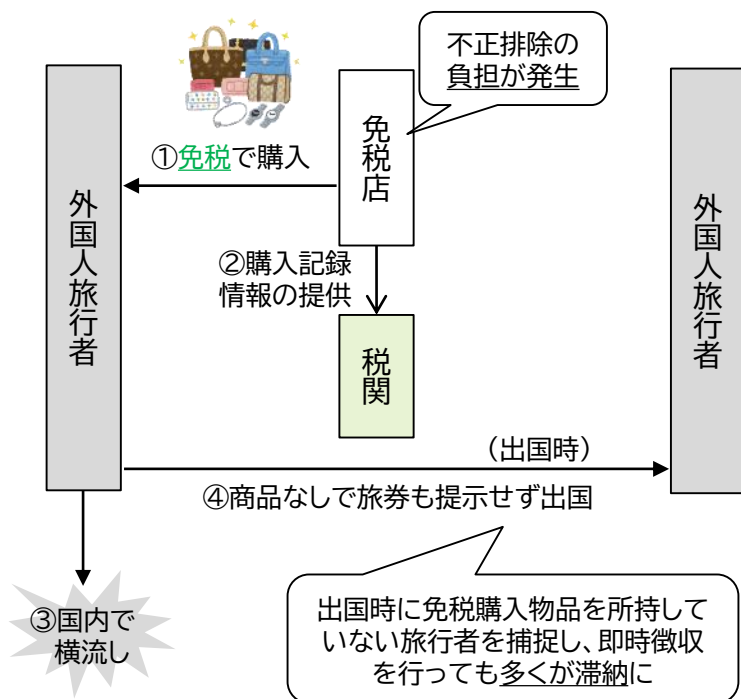 不正排除の
負担が発生
免税店
①免税で購入
外国人旅行者
外国人旅行者
②購入記録
情報の提供
税関
（出国時）
④商品なしで旅券も提示せず出国
③国内で
横流し
出国時に免税購入物品を所持して
いない旅行者を捕捉し、即時徴収
を行っても多くが滞納に